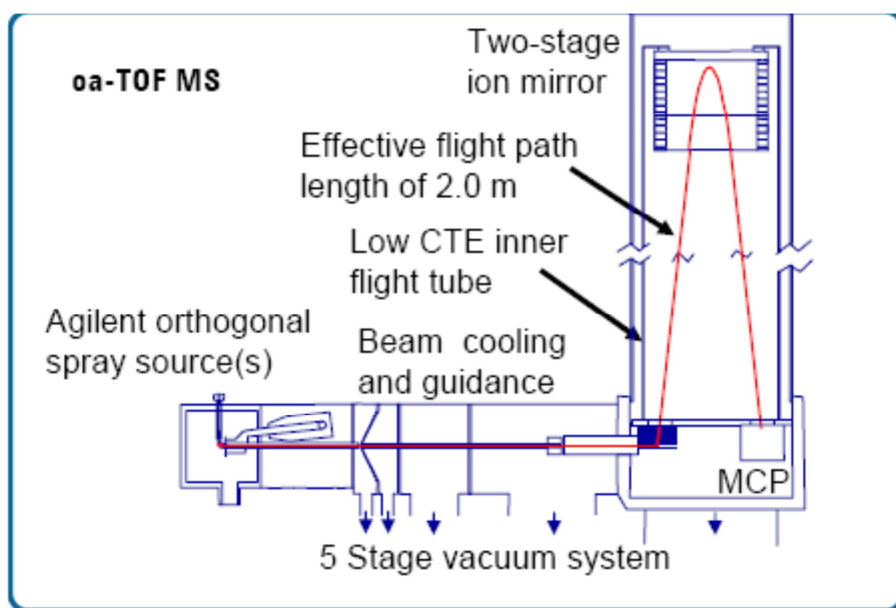 oa-TOF MS
Two-stage
ion mirror
Effective flight path
length of 2.0 m
Low CTE inner
flight tube
Agilent orthogonal
spray source(s)
Beam cooling
and guidance
MCP
5 Stage vacuum system